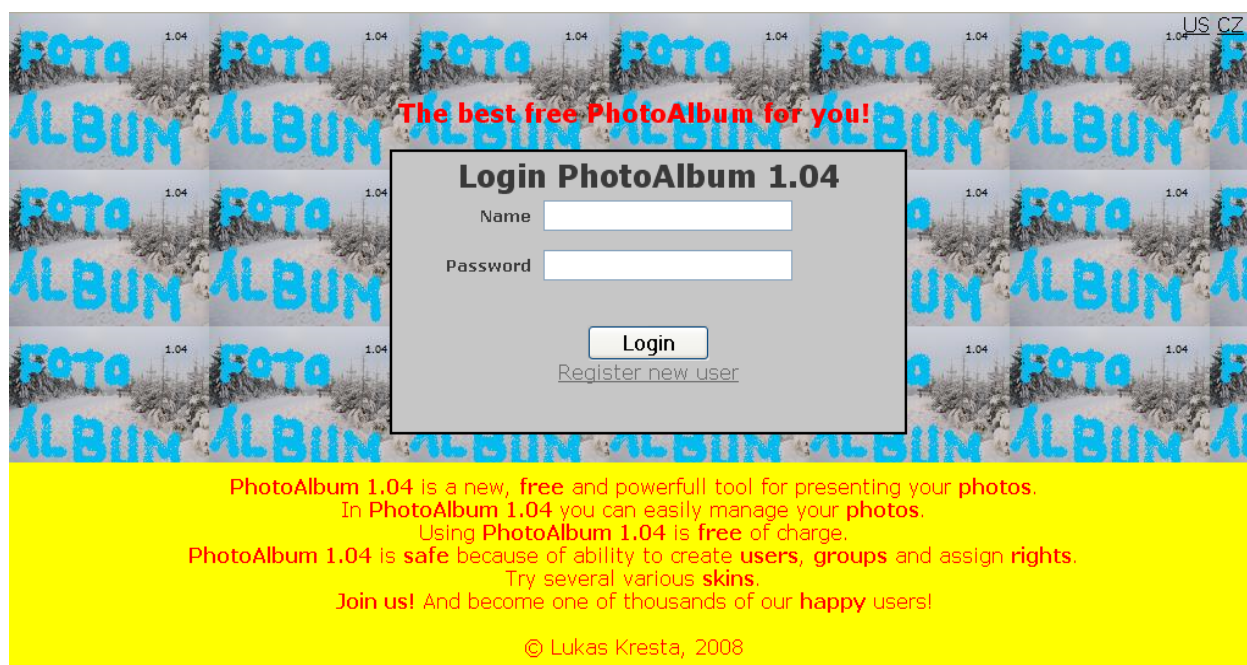 US CZ
FOTO ALBUM 1.04
The best free PhotoAlbum for you!
Login PhotoAlbum 1.04
Name
Password
Login
Register new user
PhotoAlbum 1.04 is a new, free and powerfull tool for presenting your photos.
In PhotoAlbum 1.04 you can easily manage your photos.
Using PhotoAlbum 1.04 is free of charge.
PhotoAlbum 1.04 is safe because of ability to create users, groups and assign rights.
Try several various skins.
Join us! And become one of thousands of our happy users!
© Lukas Kresta, 2008